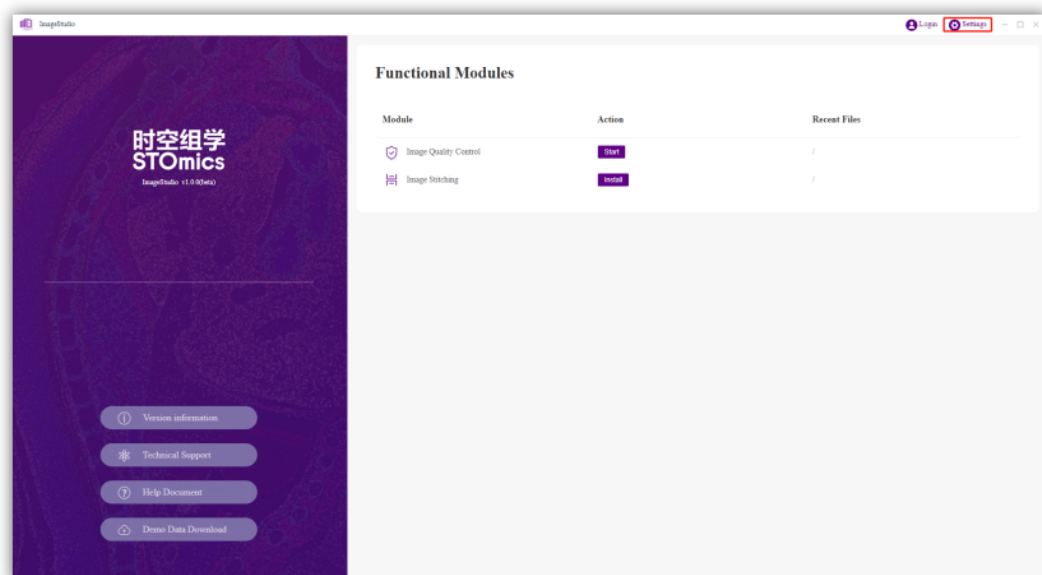 ImageStudio
Login
Settings
时空组学
STOmics
ImageStudio v1.0.0(beta)
Version information
Technical Support
Help Document
Demo Data Download
Functional Modules
Module Action Recent Files
Image Quality Control Start /
Image Stitching Install /